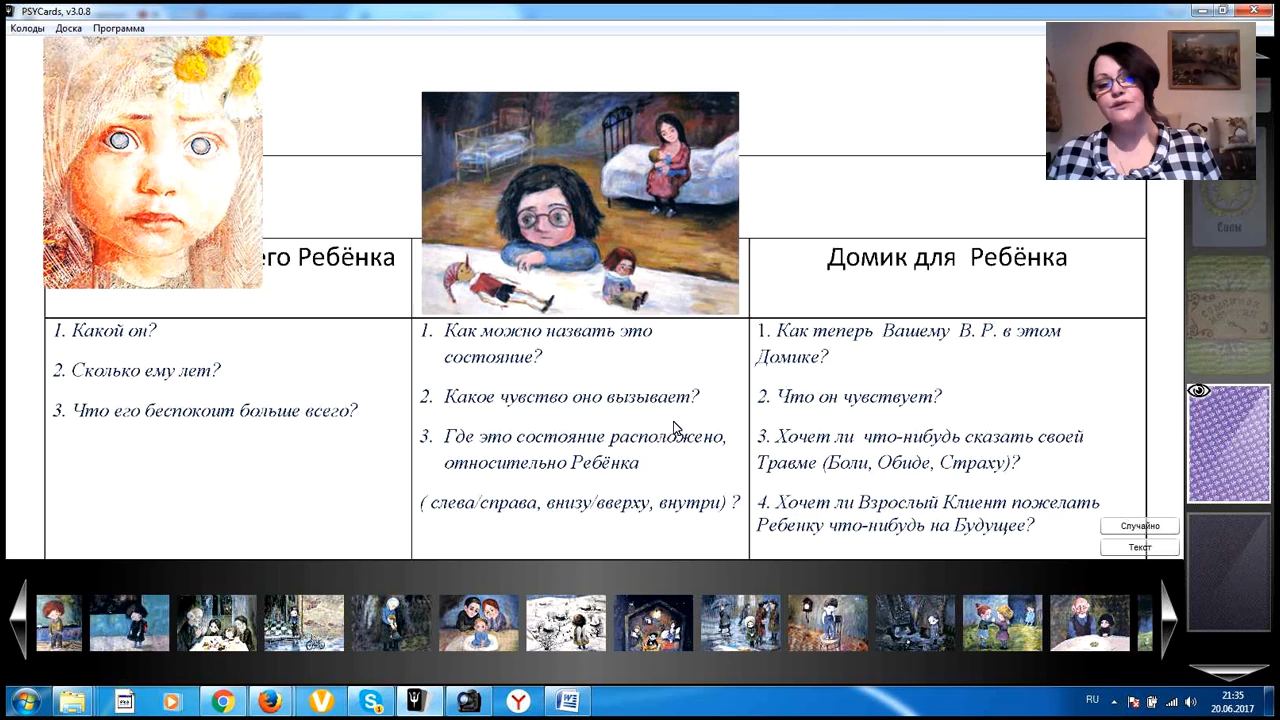 PSYCards, v3.0.8
Колоды Доска Программа
его Ребёнка
Домик для Ребёнка
1. Какой он?
2. Сколько ему лет?
3. Что его беспокоит больше всего?
1. Как можно назвать это
состояние?
2. Какое чувство оно вызывает?
3. Где это состояние расположено,
относительно Ребёнка
( слева/справа, внизу/вверху, внутри) ?
1. Как теперь Вашему В. Р. в этом
Домике?
2. Что он чувствует?
3. Хочет ли что-нибудь сказать своей
Травме (Боли, Обиде, Страху)?
4. Хочет ли Взрослый Клиент пожелать
Ребенку что-нибудь на Будущее?
Случайно
Текст
RU
21:35
20.06.2017